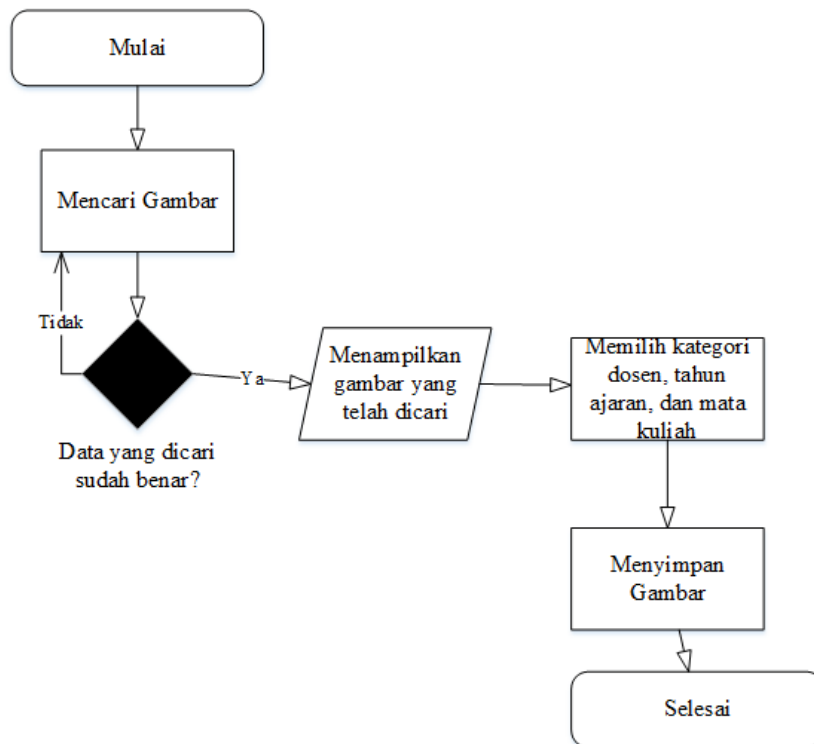 Mulai
Mencari Gambar
Tidak
Ya
Data yang dicari
sudah benar?
Menampilkan
gambar yang
telah dicari
Memilih kategori
dosen, tahun
ajaran, dan mata
kuliah
Menyimpan
Gambar
Selesai